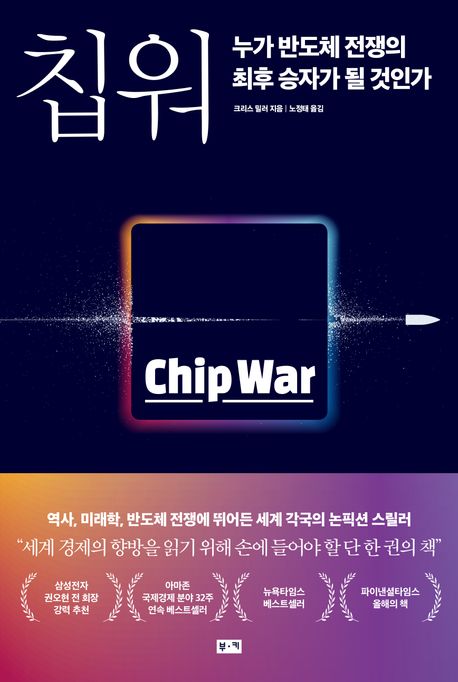 칩워
누가 반도체 전쟁의
최후 승자가 될 것인가
크리스 밀러 지음 | 노정태 옮김
Chip War
역사, 미래학, 반도체 전쟁에 뛰어든 세계 각국의 논픽션 스릴러
“세계 경제의 향방을 읽기 위해 손에 들어야 할 단 한 권의 책”
삼성전자
권오현 전 회장
강력 추천
아마존
국제경제 분야 32주
연속 베스트셀러
뉴욕타임스
베스트셀러
파이낸셜타임스
올해의 책
부·키